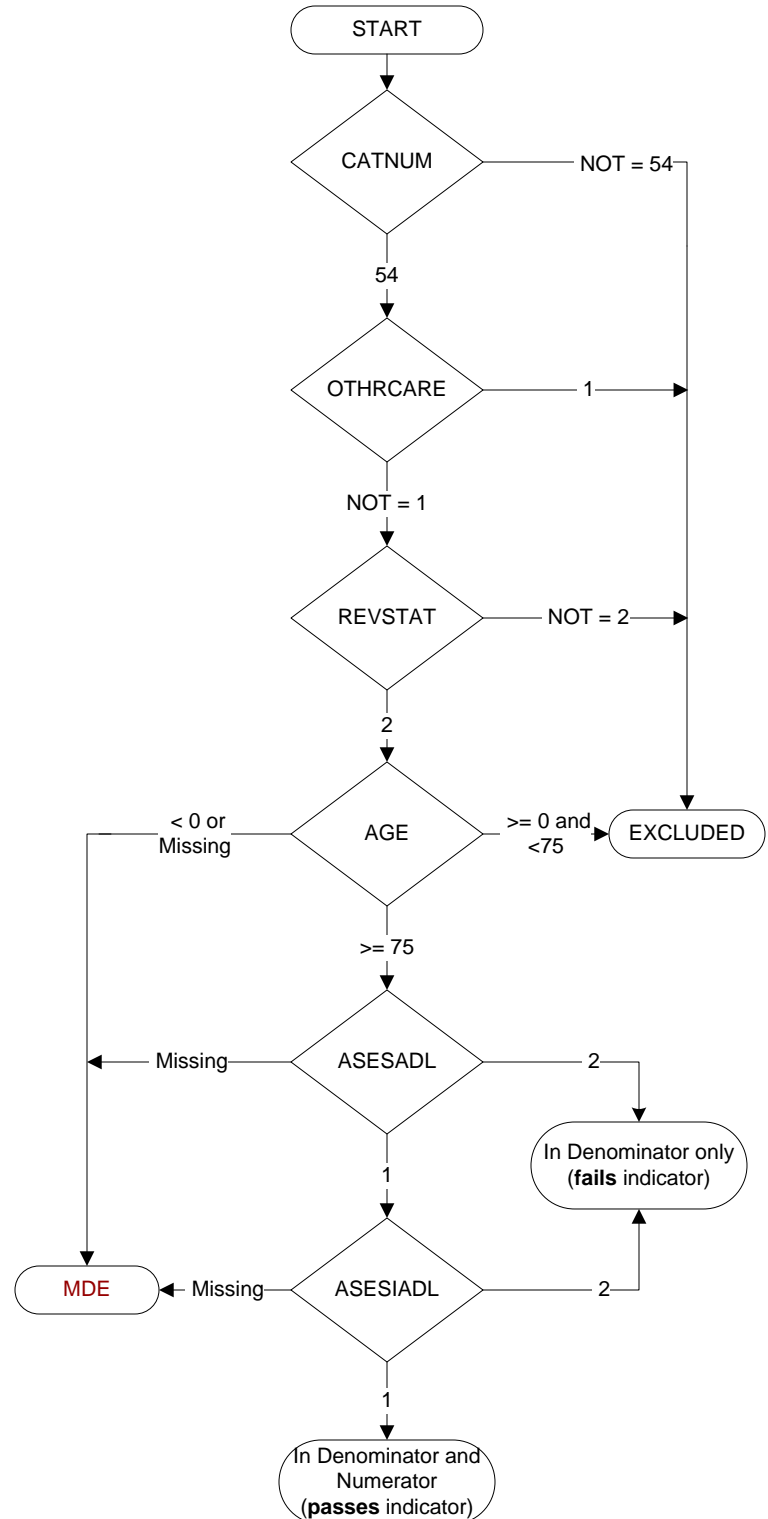 START
CATNUM
NOT = 54
54
OTHRCARE
1
NOT = 1
REVSTAT
NOT = 2
2
< 0 or
Missing
AGE
>= 0 and
<75
EXCLUDED
>= 75
Missing
ASESADL
2
In Denominator only
(fails indicator)
1
MDE
Missing
ASESIADL
2
1
In Denominator and
Numerator
(passes indicator)